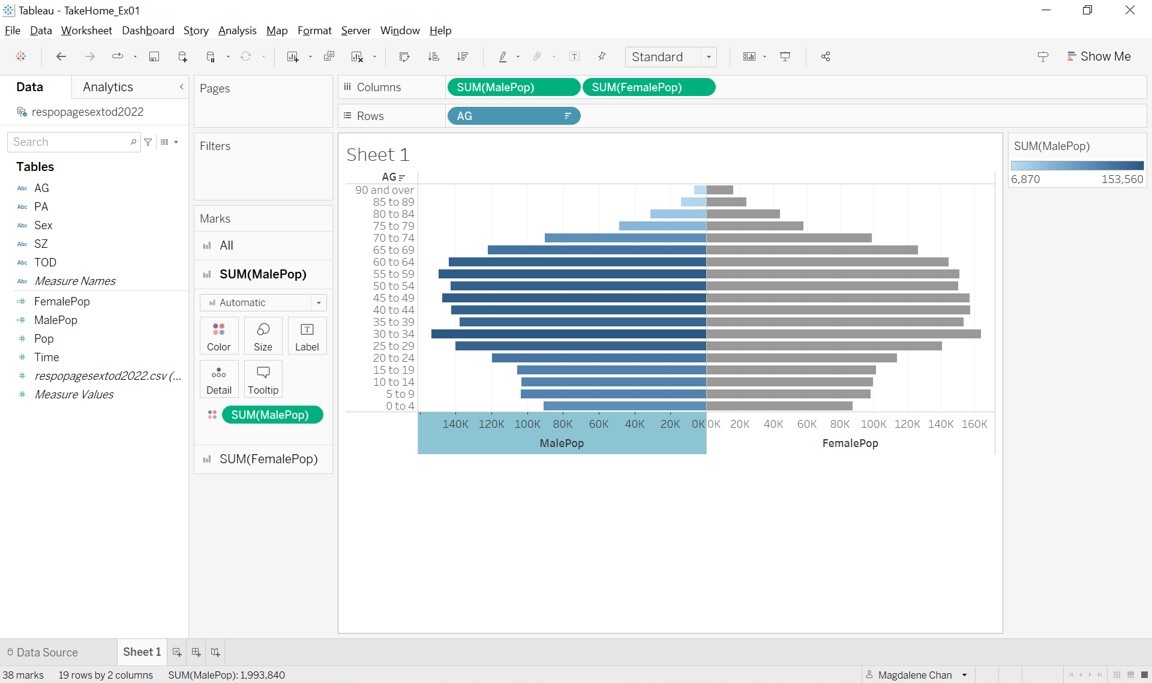 Tableau - TakeHome_Ex01
File Data Worksheet Dashboard Story Analysis Map Format Server Window Help
Standard
Show Me
Data Analytics
respopagesextod2022
Search
Tables
Abc AG
Abc PA
Abc Sex
Abc SZ
Abc TOD
Abc Measure Names
FemalePop
MalePop
Pop
Time
respopagesextod2022.csv (...
Measure Values
Pages
Filters
Marks
All
SUM(MalePop)
Automatic
Color Size Label
Detail Tooltip
SUM(MalePop)
SUM(FemalePop)
Columns SUM(MalePop) SUM(FemalePop)
Rows AG
Sheet 1
AG
90 and over
85 to 89
80 to 84
75 to 79
70 to 74
65 to 69
60 to 64
55 to 59
50 to 54
45 to 49
40 to 44
35 to 39
30 to 34
25 to 29
20 to 24
15 to 19
10 to 14
5 to 9
0 to 4
140K 120K 100K 80K 60K 40K 20K 0K 0K 20K 40K 60K 80K 100K 120K 140K 160K
MalePop FemalePop
SUM(MalePop)
6,870 153,560
Data Source Sheet 1
38 marks 19 rows by 2 columns SUM(MalePop): 1,993,840 Magdalene Chan